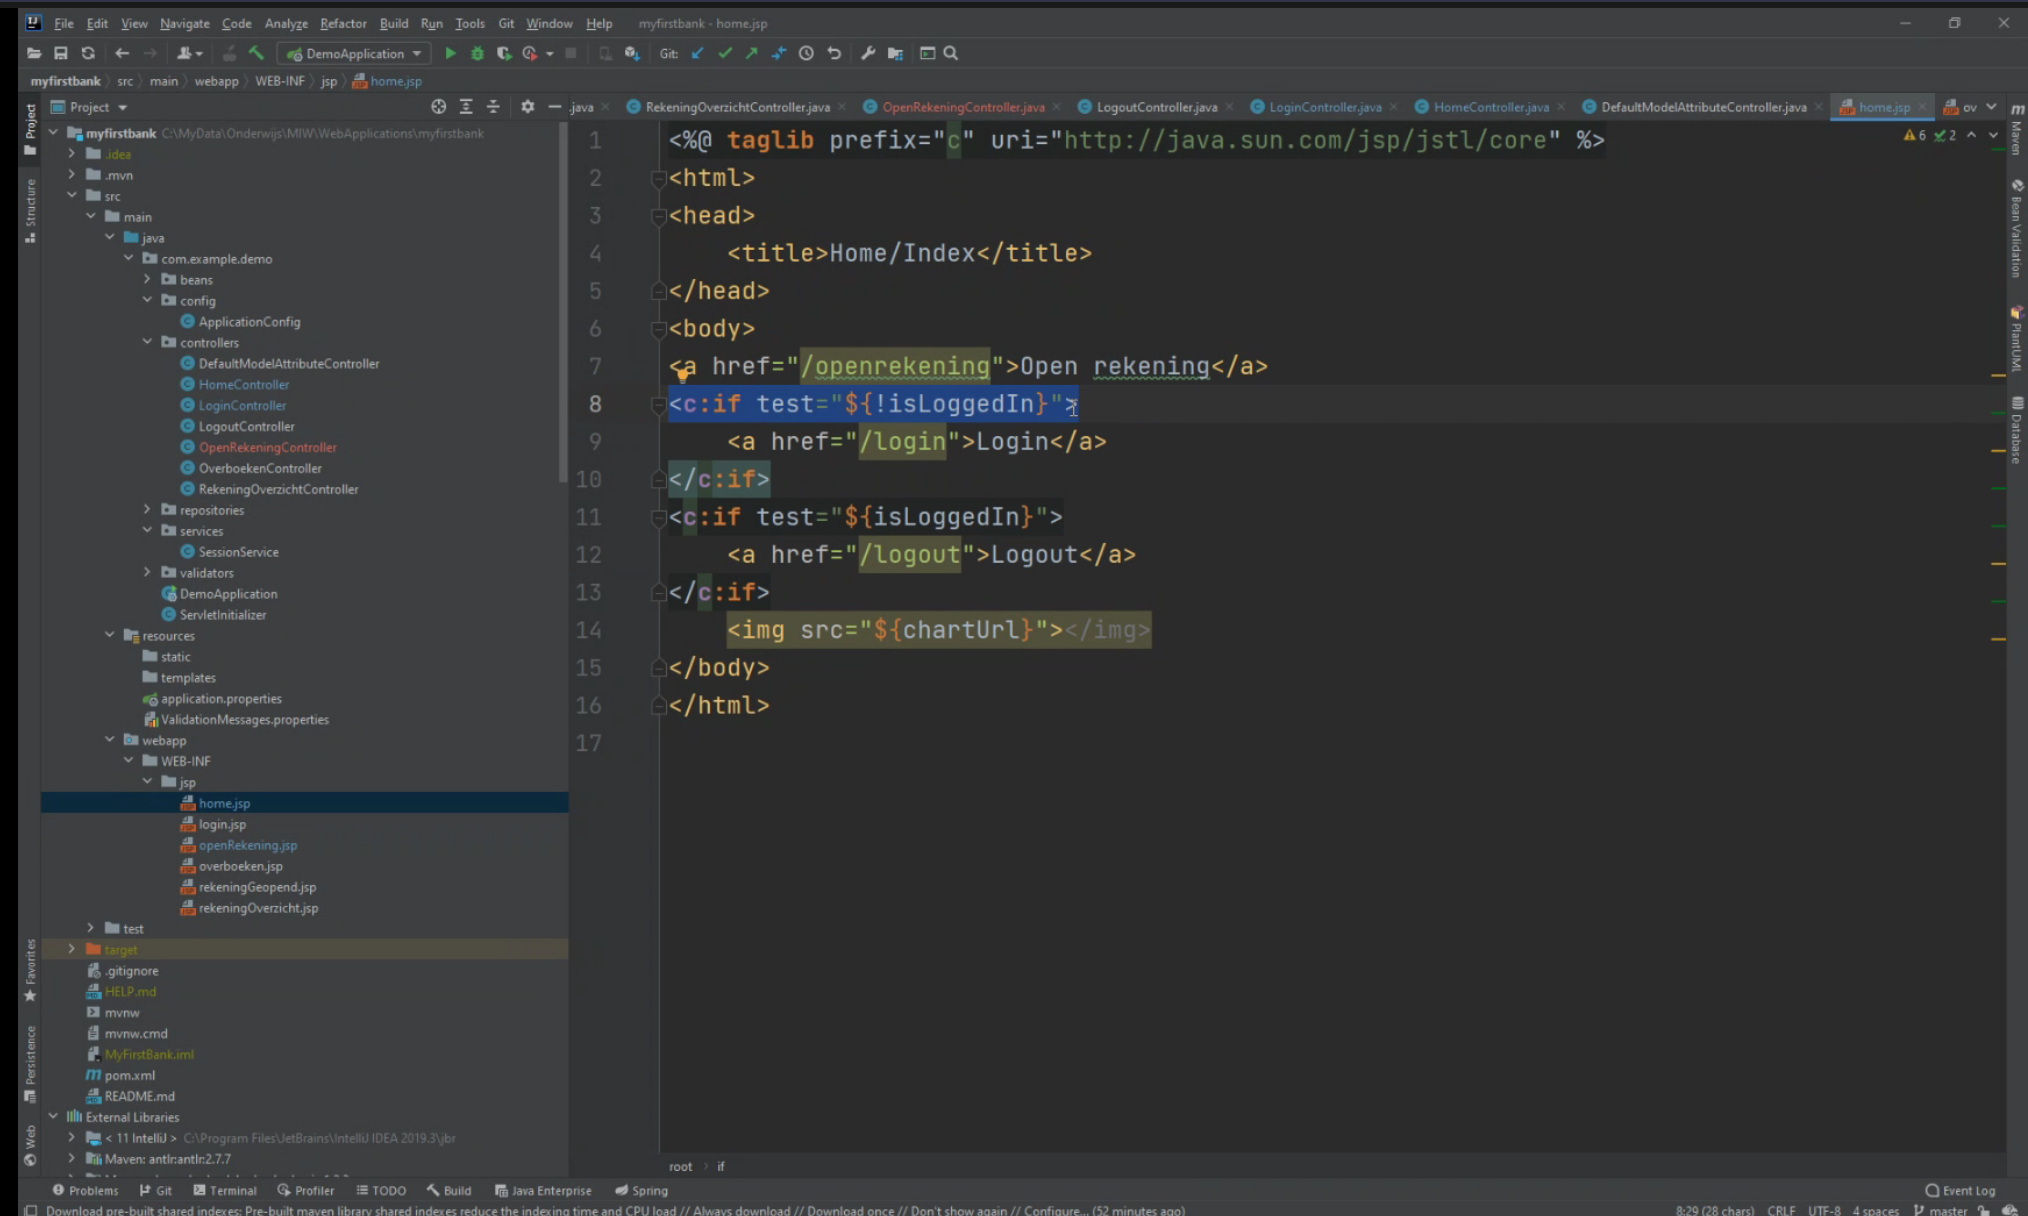 File Edit View Navigate Code Analyze Refactor Build Run Tools Git Window Help myfirstbank - home.jsp
DemoApplication Git:
myfirstbank src main webapp WEB-INF jsp home.jsp
Project .java RekeningOverzichtController.java OpenRekeningController.java LogoutController.java LoginController.java HomeController.java DefaultModelAttributeController.java home.jsp ov
myfirstbank C:\MyData\Onderwijs\MIW\WebApplications\myfirstbank
.idea
.mvn
src
main
java
com.example.demo
beans
config
ApplicationConfig
controllers
DefaultModelAttributeController
HomeController
LoginController
LogoutController
OpenRekeningController
OverboekenController
RekeningOverzichtController
repositories
services
SessionService
validators
DemoApplication
ServletInitializer
resources
static
templates
application.properties
ValidationMessages.properties
webapp
WEB-INF
jsp
home.jsp
login.jsp
openRekening.jsp
overboeken.jsp
rekeningGeopend.jsp
rekeningOverzicht.jsp
test
target
.gitignore
HELP.md
mvnw
mvnw.cmd
MyFirstBank.iml
pom.xml
README.md
External Libraries
< 11 IntelliJ > C:\Program Files\JetBrains\IntelliJ IDEA 2019.3\jbr
Maven: antlr:antlr:2.7.7
1 <%@ taglib prefix="c" uri="http://java.sun.com/jsp/jstl/core" %>
2 <html>
3 <head>
4 <title>Home/Index</title>
5 </head>
6 <body>
7 <a href="/openrekening">Open rekening</a>
8 <c:if test="${!isLoggedIn}">
9 <a href="/login">Login</a>
10 </c:if>
11 <c:if test="${isLoggedIn}">
12 <a href="/logout">Logout</a>
13 </c:if>
14 <img src="${chartUrl}"></img>
15 </body>
16 </html>
17
6 2
root if
Project
Structure
Favorites
Persistence
Web
Maven
Bean Validation
PlantUML
Database
Problems Git Terminal Profiler TODO Build Java Enterprise Spring Event Log
Download pre-built shared indexes: Pre-built maven library shared indexes reduce the indexing time and CPU load // Always download // Download once // Don't show again // Configure... (52 minutes ago) 8:29 (28 chars) CRLF UTF-8 4 spaces master